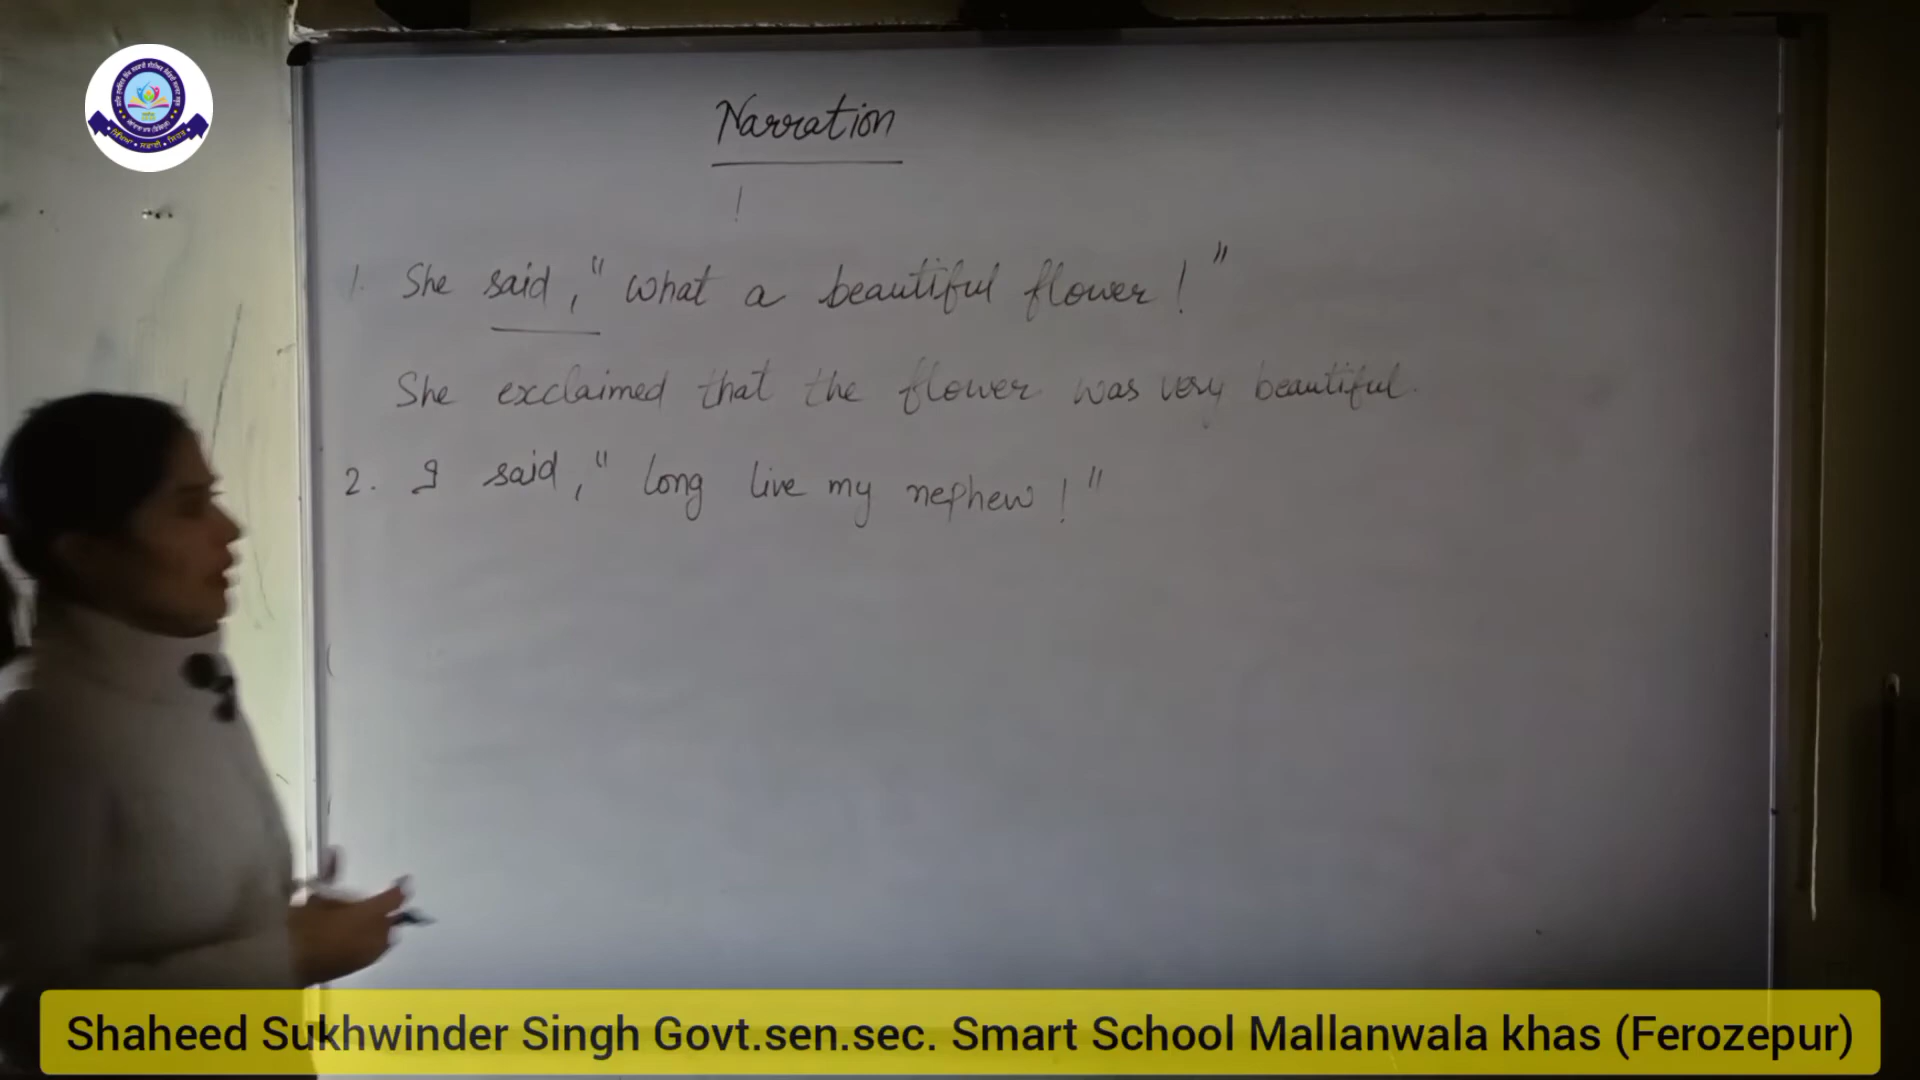 Narration
!
1. She said, " what a beautiful flower ! "
She exclaimed that the flower was very beautiful.
2. I said, " long live my nephew ! "
Shaheed Sukhwinder Singh Govt.sen.sec. Smart School Mallanwala khas (Ferozepur)